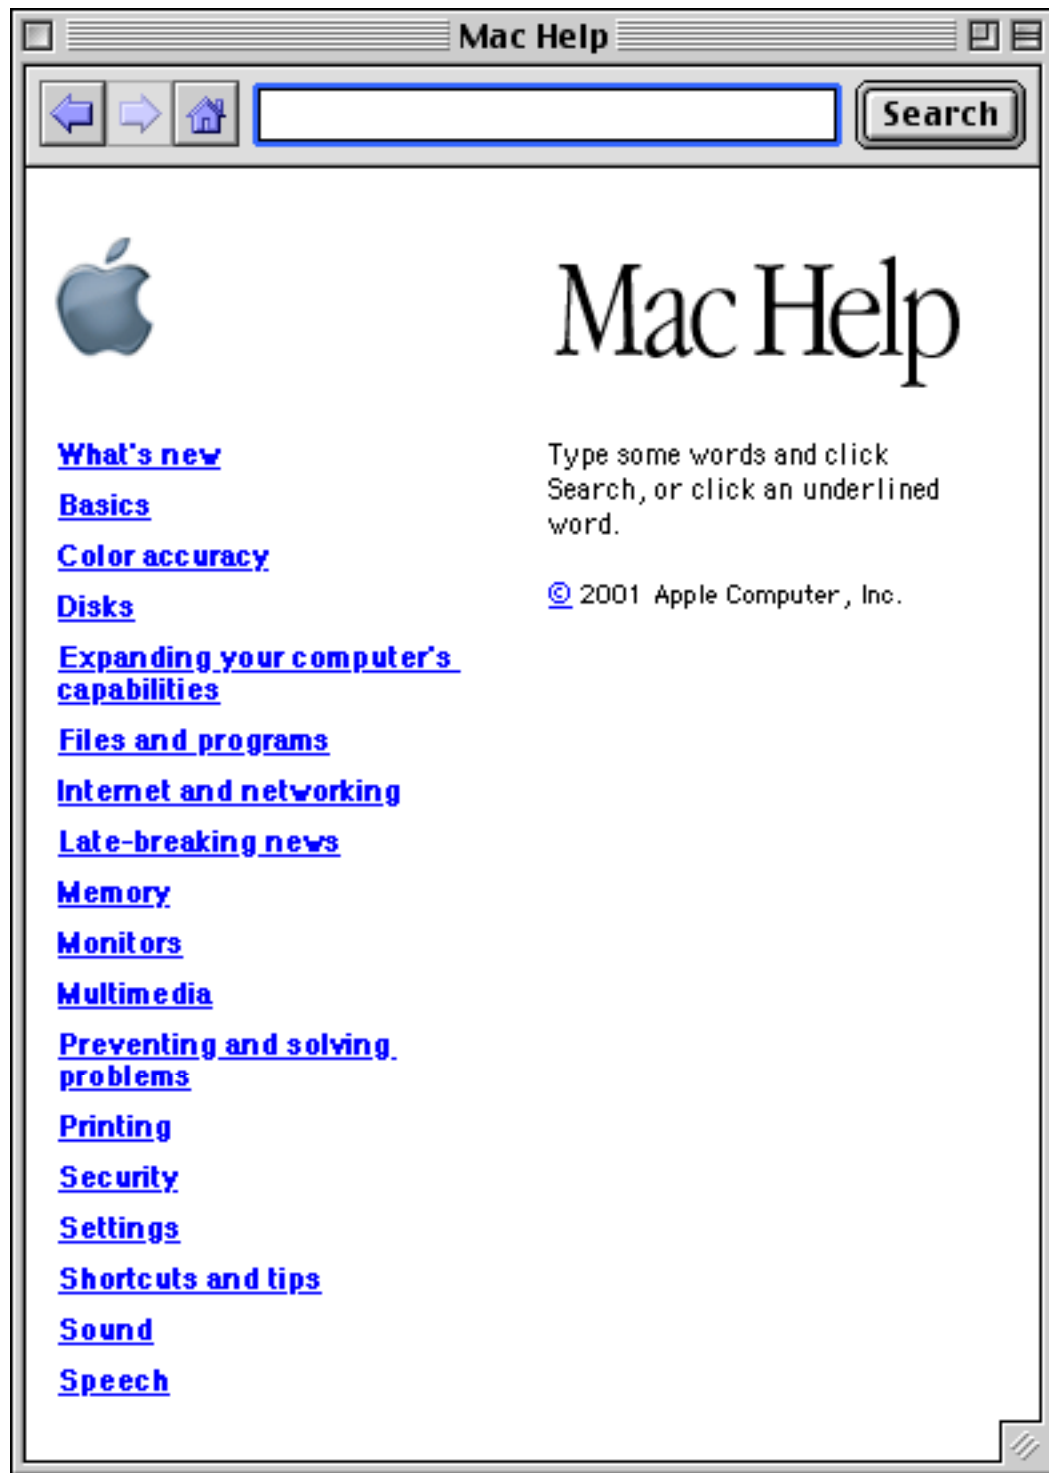 Mac Help
Search
Mac Help
What's new
Basics
Color accuracy
Disks
Expanding your computer's
capabilities
Files and programs
Internet and networking
Late-breaking news
Memory
Monitors
Multimedia
Preventing and solving
problems
Printing
Security
Settings
Shortcuts and tips
Sound
Speech
Type some words and click
Search, or click an underlined
word.
© 2001 Apple Computer, Inc.